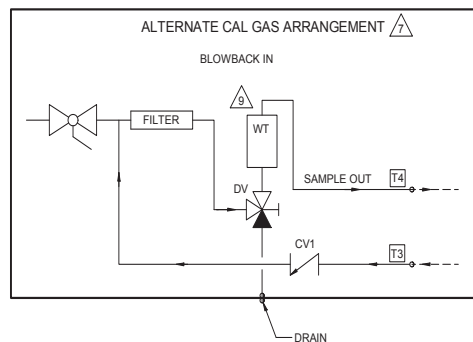 ALTERNATE CAL GAS ARRANGEMENT 7
BLOWBACK IN
9
FILTER
WT
DV
SAMPLE OUT
T4
CV1
T3
DRAIN